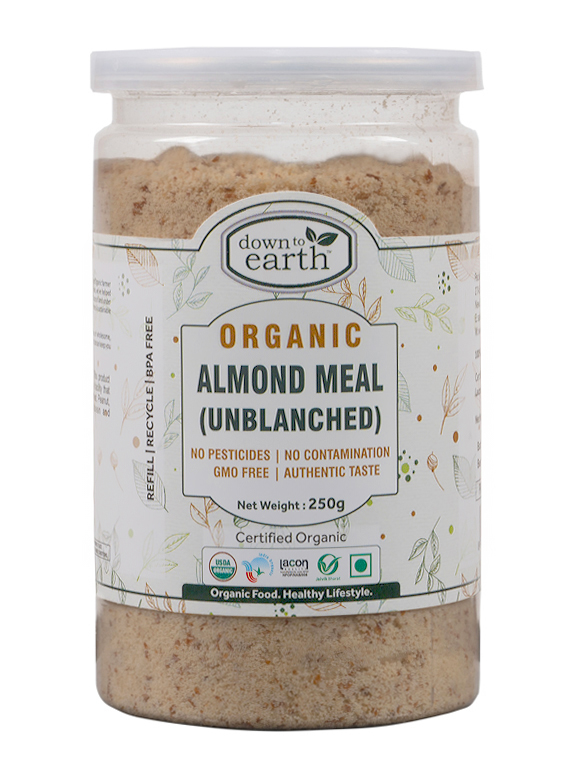 down to
earth™
ORGANIC
ALMOND MEAL
(UNBLANCHED)
NO PESTICIDES | NO CONTAMINATION
GMO FREE | AUTHENTIC TASTE
Net Weight : 250g
REFILL | RECYCLE | BPA FREE
Certified Organic
USDA
ORGANIC
lacon
Organic Food. Healthy Lifestyle.